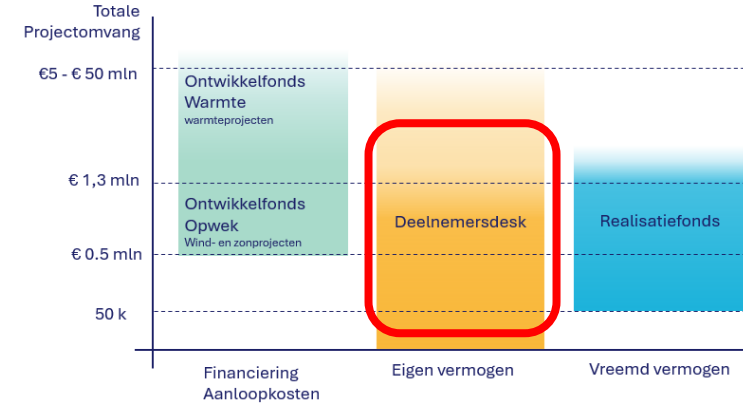 Totale
Projectomvang
€5 - € 50 mln
€ 1,3 mln
€ 0.5 mln
50 k
Ontwikkelfonds
Warmte
warmteprojecten
Ontwikkelfonds
Opwek
Wind- en zonprojecten
Deelnemersdesk
Realisatiefonds
Financiering
Aanloopkosten
Eigen vermogen
Vreemd vermogen